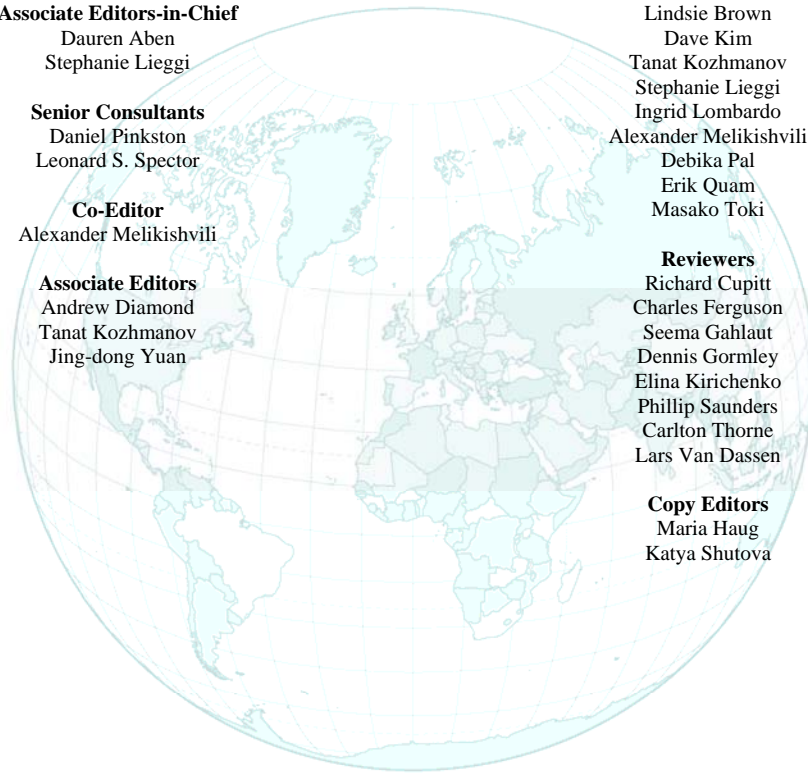 Associate Editors-in-Chief
Dauren Aben
Stephanie Lieggi
Senior Consultants
Daniel Pinkston
Leonard S. Spector
Co-Editor
Alexander Melikishvili
Associate Editors
Andrew Diamond
Tanat Kozhmanov
Jing-dong Yuan
Lindsie Brown
Dave Kim
Tanat Kozhmanov
Stephanie Lieggi
Ingrid Lombardo
Alexander Melikishvili
Debika Pal
Erik Quam
Masako Toki
Reviewers
Richard Cupitt
Charles Ferguson
Seema Gahlaut
Dennis Gormley
Elina Kirichenko
Phillip Saunders
Carlton Thorne
Lars Van Dassen
Copy Editors
Maria Haug
Katya Shutova